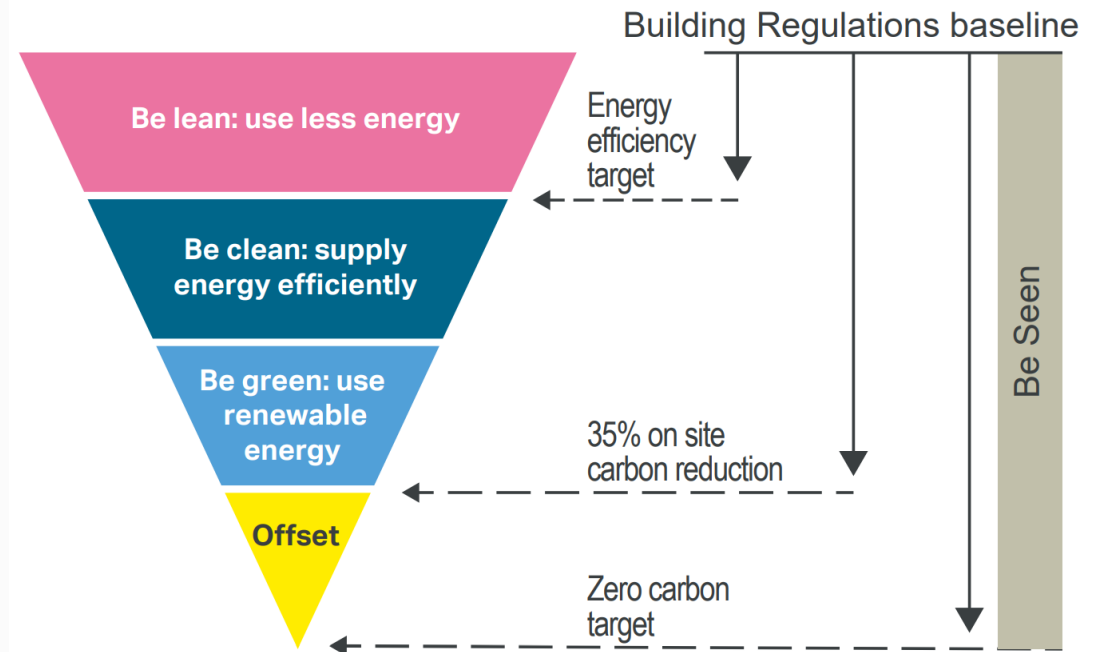 Building Regulations baseline
Be lean: use less energy
Energy
efficiency
target
Be clean: supply
energy efficiently
Be Seen
Be green: use
renewable
energy
35% on site
carbon reduction
Offset
Zero carbon
target